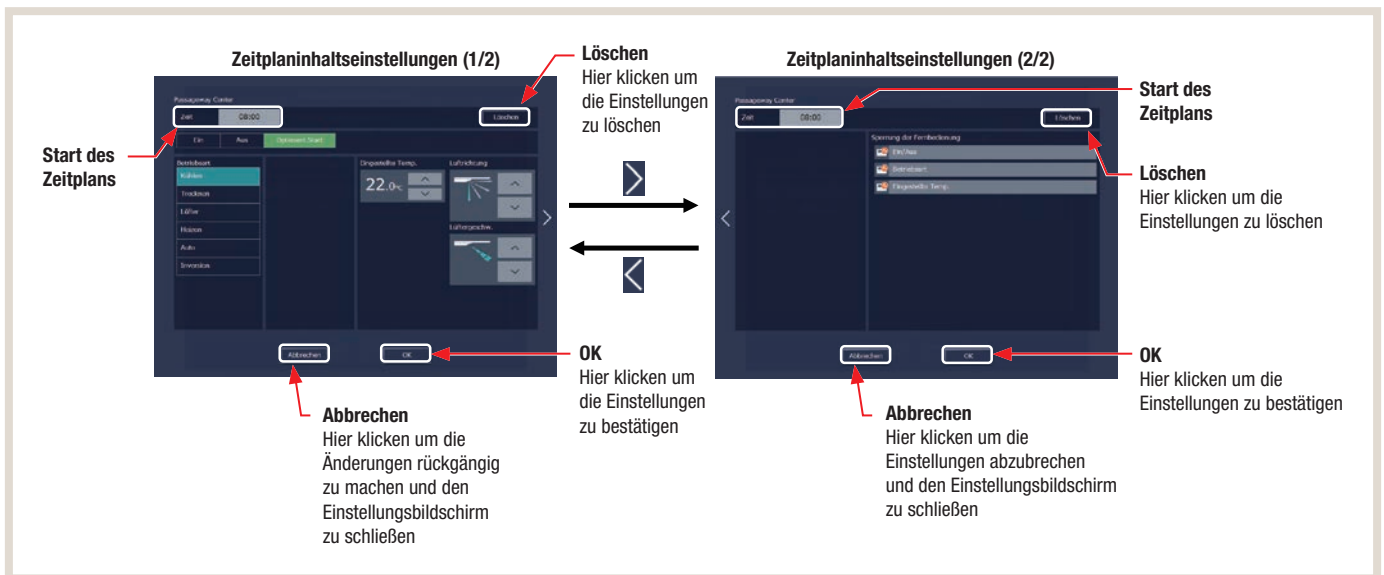 Zeitplaninhaltseinstellungen (1/2)
Passageway Center
Zeit 08:00
Löschen
Ein Aus Optimiert Start
Betriebsart
Kühlen
Trocknen
Lüfter
Heizen
Auto
Inversion
Eingestellte Temp.
22.0°C
Luftrichtung
Lüftergeschw.
Abbrechen OK
Start des
Zeitplans
Löschen
Hier klicken um
die Einstellungen
zu löschen
OK
Hier klicken um
die Einstellungen
zu bestätigen
Abbrechen
Hier klicken um die
Änderungen rückgängig
zu machen und den
Einstellungsbildschirm
zu schließen
Zeitplaninhaltseinstellungen (2/2)
Passageway Center
Zeit 08:00
Löschen
Sperrung der Fernbedienung
Ein/Aus
Betriebsart
Eingestellte Temp.
Abbrechen OK
Start des
Zeitplans
Löschen
Hier klicken um die
Einstellungen zu löschen
OK
Hier klicken um die
Einstellungen zu bestätigen
Abbrechen
Hier klicken um die
Einstellungen abzubrechen
und den Einstellungsbildschirm
zu schließen